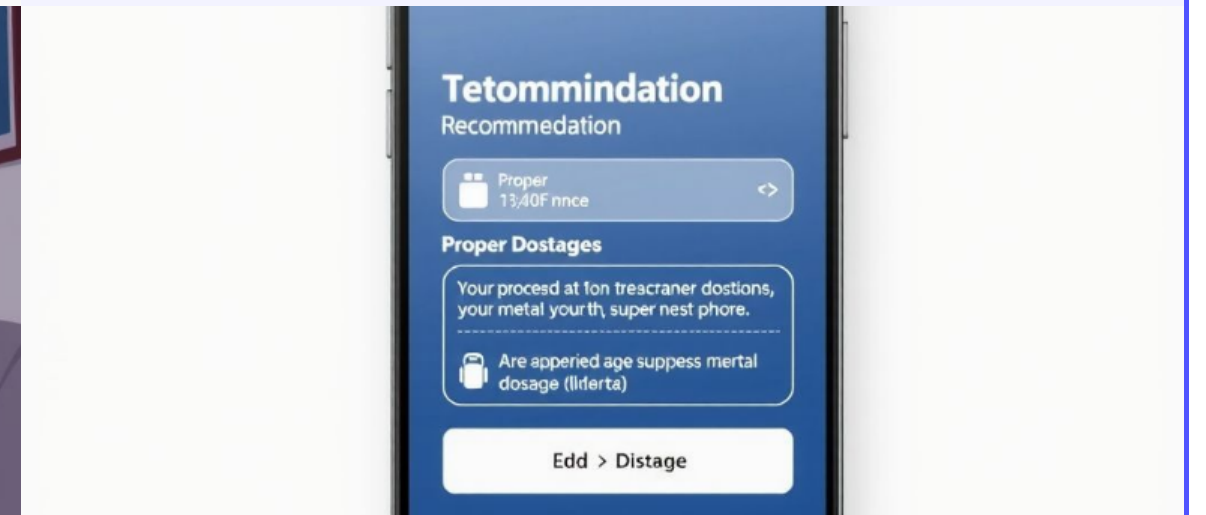 Tetommindation
Recommedation
Proper
13,40F nnce
<>
Proper Dostages
Your procesd at fon trescraner dostions,
your metal yourth, super nest phore.
Are apperied age suppess mertal
dosage (liderta)
Edd > Distage